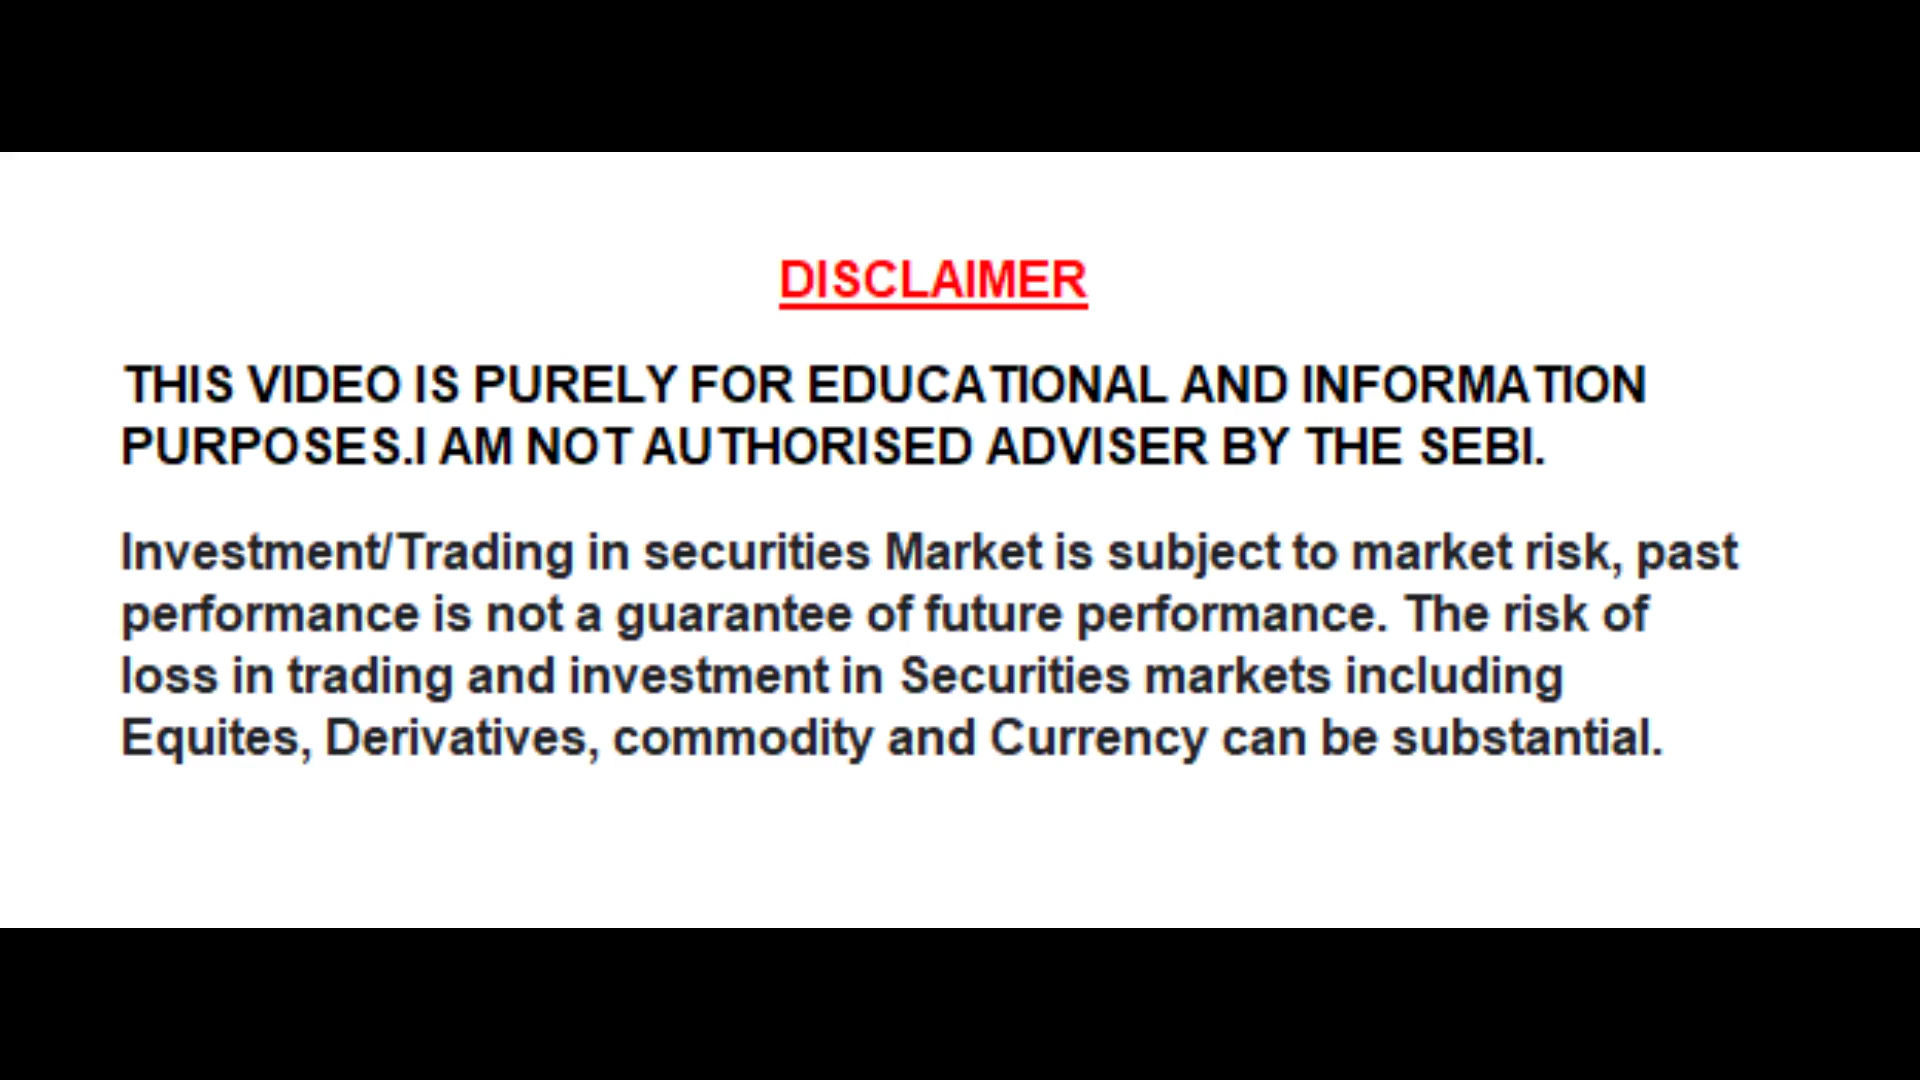 DISCLAIMER
THIS VIDEO IS PURELY FOR EDUCATIONAL AND INFORMATION
PURPOSES.I AM NOT AUTHORISED ADVISER BY THE SEBI.
Investment/Trading in securities Market is subject to market risk, past
performance is not a guarantee of future performance. The risk of
loss in trading and investment in Securities markets including
Equites, Derivatives, commodity and Currency can be substantial.